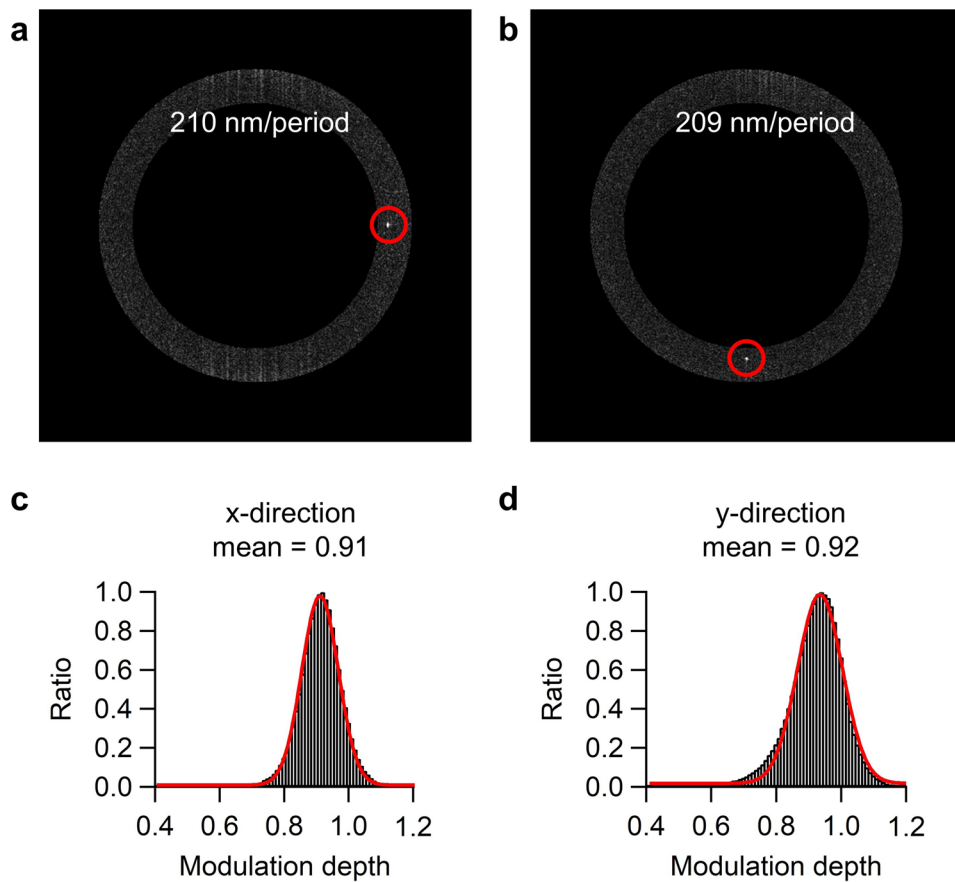 a
210 nm/period
b
209 nm/period
c
x-direction
mean = 0.91
Ratio
1.0
0.8
0.6
0.4
0.2
0.0
0.4 0.6 0.8 1.0 1.2
Modulation depth
d
y-direction
mean = 0.92
Ratio
1.0
0.8
0.6
0.4
0.2
0.0
0.4 0.6 0.8 1.0 1.2
Modulation depth